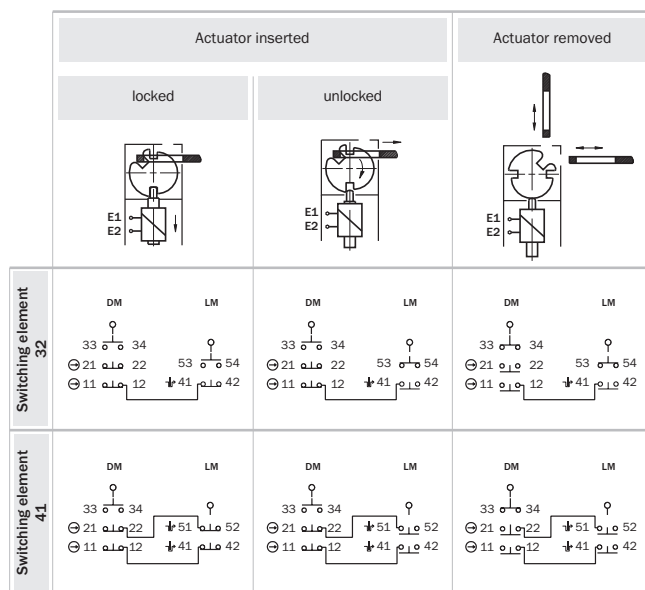 Actuator inserted
Actuator removed
locked
unlocked
E1
E2
E1
E2
E1
E2
Switching element
32
DM LM
33 34
21 22 53 54
11 12 41 42
DM LM
33 34
21 22 53 54
11 12 41 42
DM LM
33 34
21 22 53 54
11 12 41 42
Switching element
41
DM LM
33 34
21 22 51 52
11 12 41 42
DM LM
33 34
21 22 51 52
11 12 41 42
DM LM
33 34
21 22 51 52
11 12 41 42